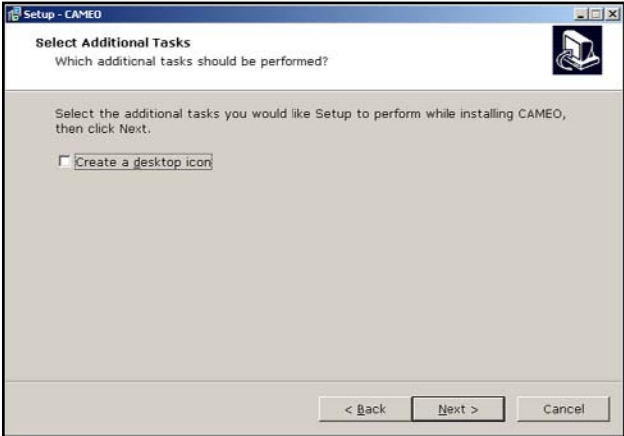 Setup - CAMEO
Select Additional Tasks
Which additional tasks should be performed?
Select the additional tasks you would like Setup to perform while installing CAMEO,
then click Next.
Create a desktop icon
< Back
Next >
Cancel